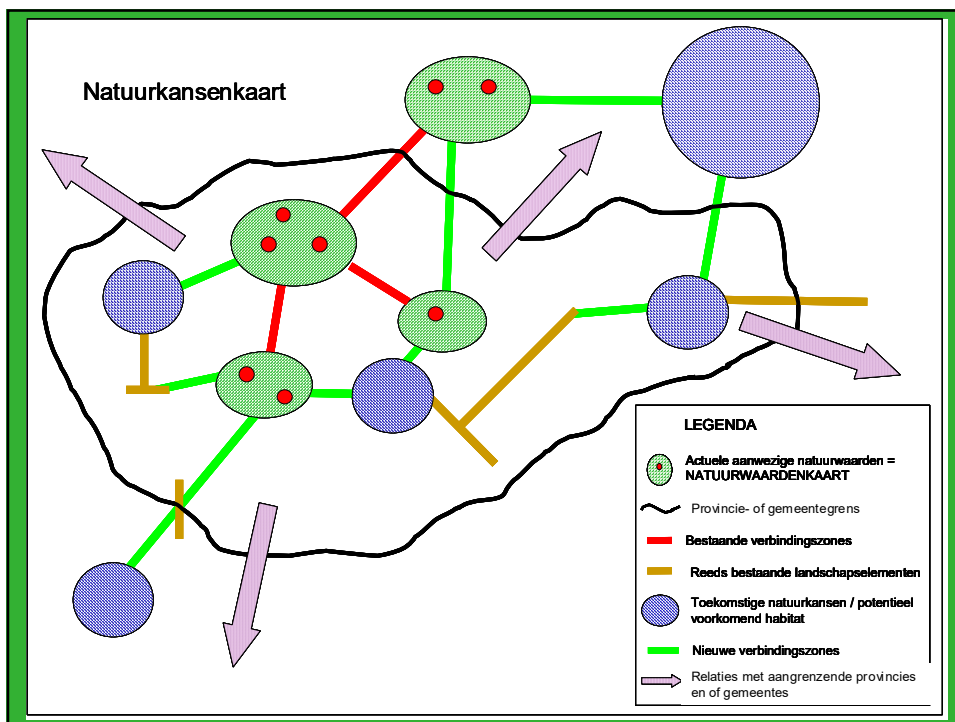 Natuurkansenkaart
LEGENDA
Actuele aanwezige natuurwaarden =
NATUURWAARDENKAART
Provincie- of gemeentegrens
Bestaande verbindingszones
Reeds bestaande landschapselementen
Toekomstige natuurkansen / potentieel
voorkomend habitat
Nieuwe verbindingszones
Relaties met aangrenzende provincies
en of gemeentes